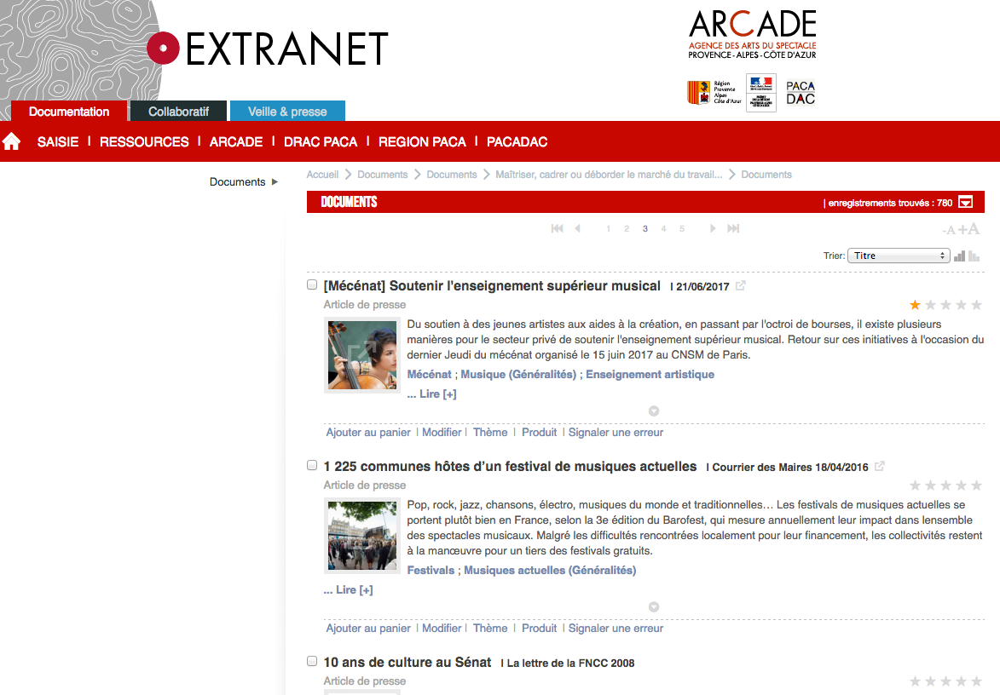 EXTRANET
ARCADE
AGENCE DES ARTS DU SPECTACLE
PROVENCE - ALPES - CÔTE D'AZUR
Région
Provence
Alpes
Côte d'Azur
PACA
DAC
Documentation
Collaboratif
Veille & presse
SAISIE | RESSOURCES | ARCADE | DRAC PACA | REGION PACA | PACADAC
Documents
Accueil Documents Documents Maîtriser, cadrer ou déborder le marché du travail... Documents
DOCUMENTS
| enregistrements trouvés : 780
1 2 3 4 5
-A+A
Trier: Titre
[Mécénat] Soutenir l'enseignement supérieur musical | 21/06/2017
Article de presse
Du soutien à des jeunes artistes aux aides à la création, en passant par l'octroi de bourses, il existe plusieurs
manières pour le secteur privé de soutenir l'enseignement supérieur musical. Retour sur ces initiatives à l'occasion du
dernier Jeudi du mécénat organisé le 15 juin 2017 au CNSM de Paris.
Mécénat ; Musique (Généralités) ; Enseignement artistique
... Lire [+]
Ajouter au panier | Modifier | Thème | Produit | Signaler une erreur
1 225 communes hôtes d’un festival de musiques actuelles | Courrier des Maires 18/04/2016
Article de presse
Pop, rock, jazz, chansons, électro, musiques du monde et traditionnelles… Les festivals de musiques actuelles se
portent plutôt bien en France, selon la 3e édition du Barofest, qui mesure annuellement leur impact dans lensemble
des spectacles musicaux. Malgré les difficultés rencontrées localement pour leur financement, les collectivités restent
à la manœuvre pour un tiers des festivals gratuits.
Festivals ; Musiques actuelles (Généralités)
... Lire [+]
Ajouter au panier | Modifier | Thème | Produit | Signaler une erreur
10 ans de culture au Sénat | La lettre de la FNCC 2008
Article de presse